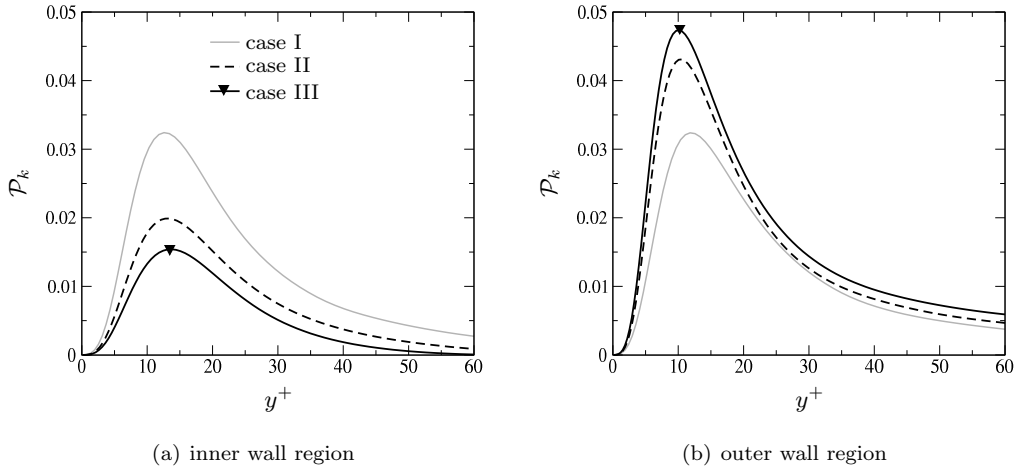 0.05
0.04
0.03
0.02
0.01
0
𝒫ₖ
case I
case II
case III
0 10 20 30 40 50 60
y⁺
(a) inner wall region
0.05
0.04
0.03
0.02
0.01
0
𝒫ₖ
0 10 20 30 40 50 60
y⁺
(b) outer wall region